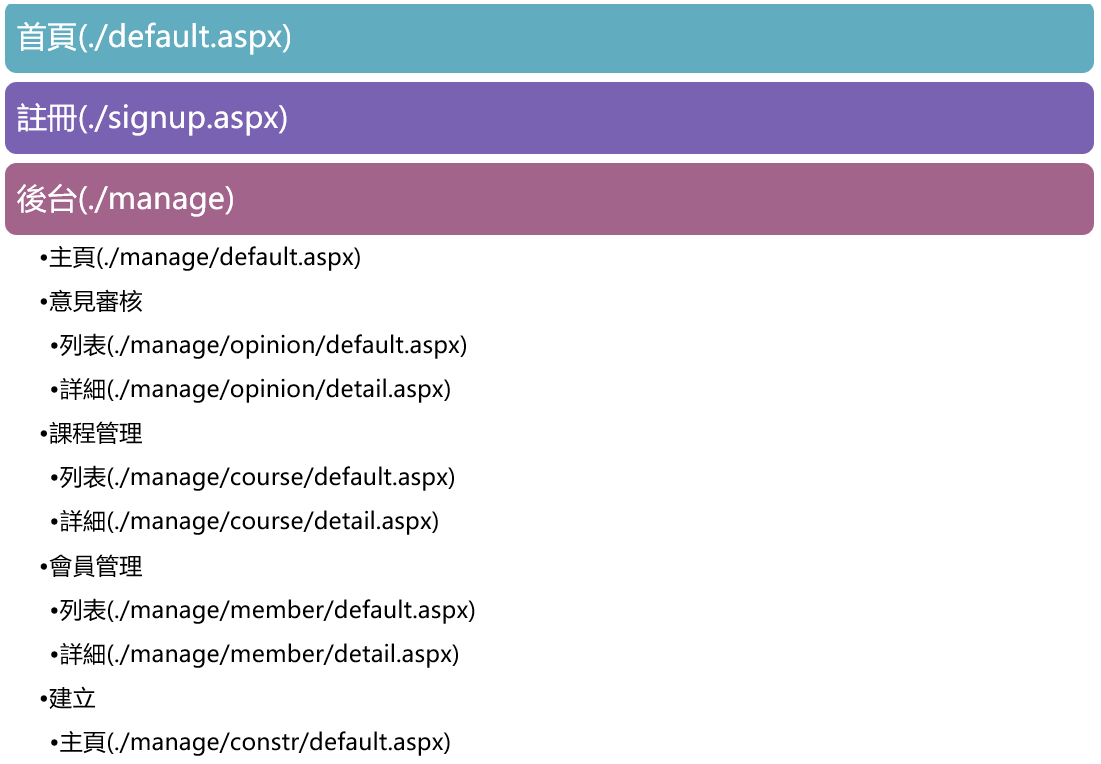 首頁(./default.aspx)
註冊(./signup.aspx)
後台(./manage)
•主頁(./manage/default.aspx)
•意見審核
•列表(./manage/opinion/default.aspx)
•詳細(./manage/opinion/detail.aspx)
•課程管理
•列表(./manage/course/default.aspx)
•詳細(./manage/course/detail.aspx)
•會員管理
•列表(./manage/member/default.aspx)
•詳細(./manage/member/detail.aspx)
•建立
•主頁(./manage/constr/default.aspx)